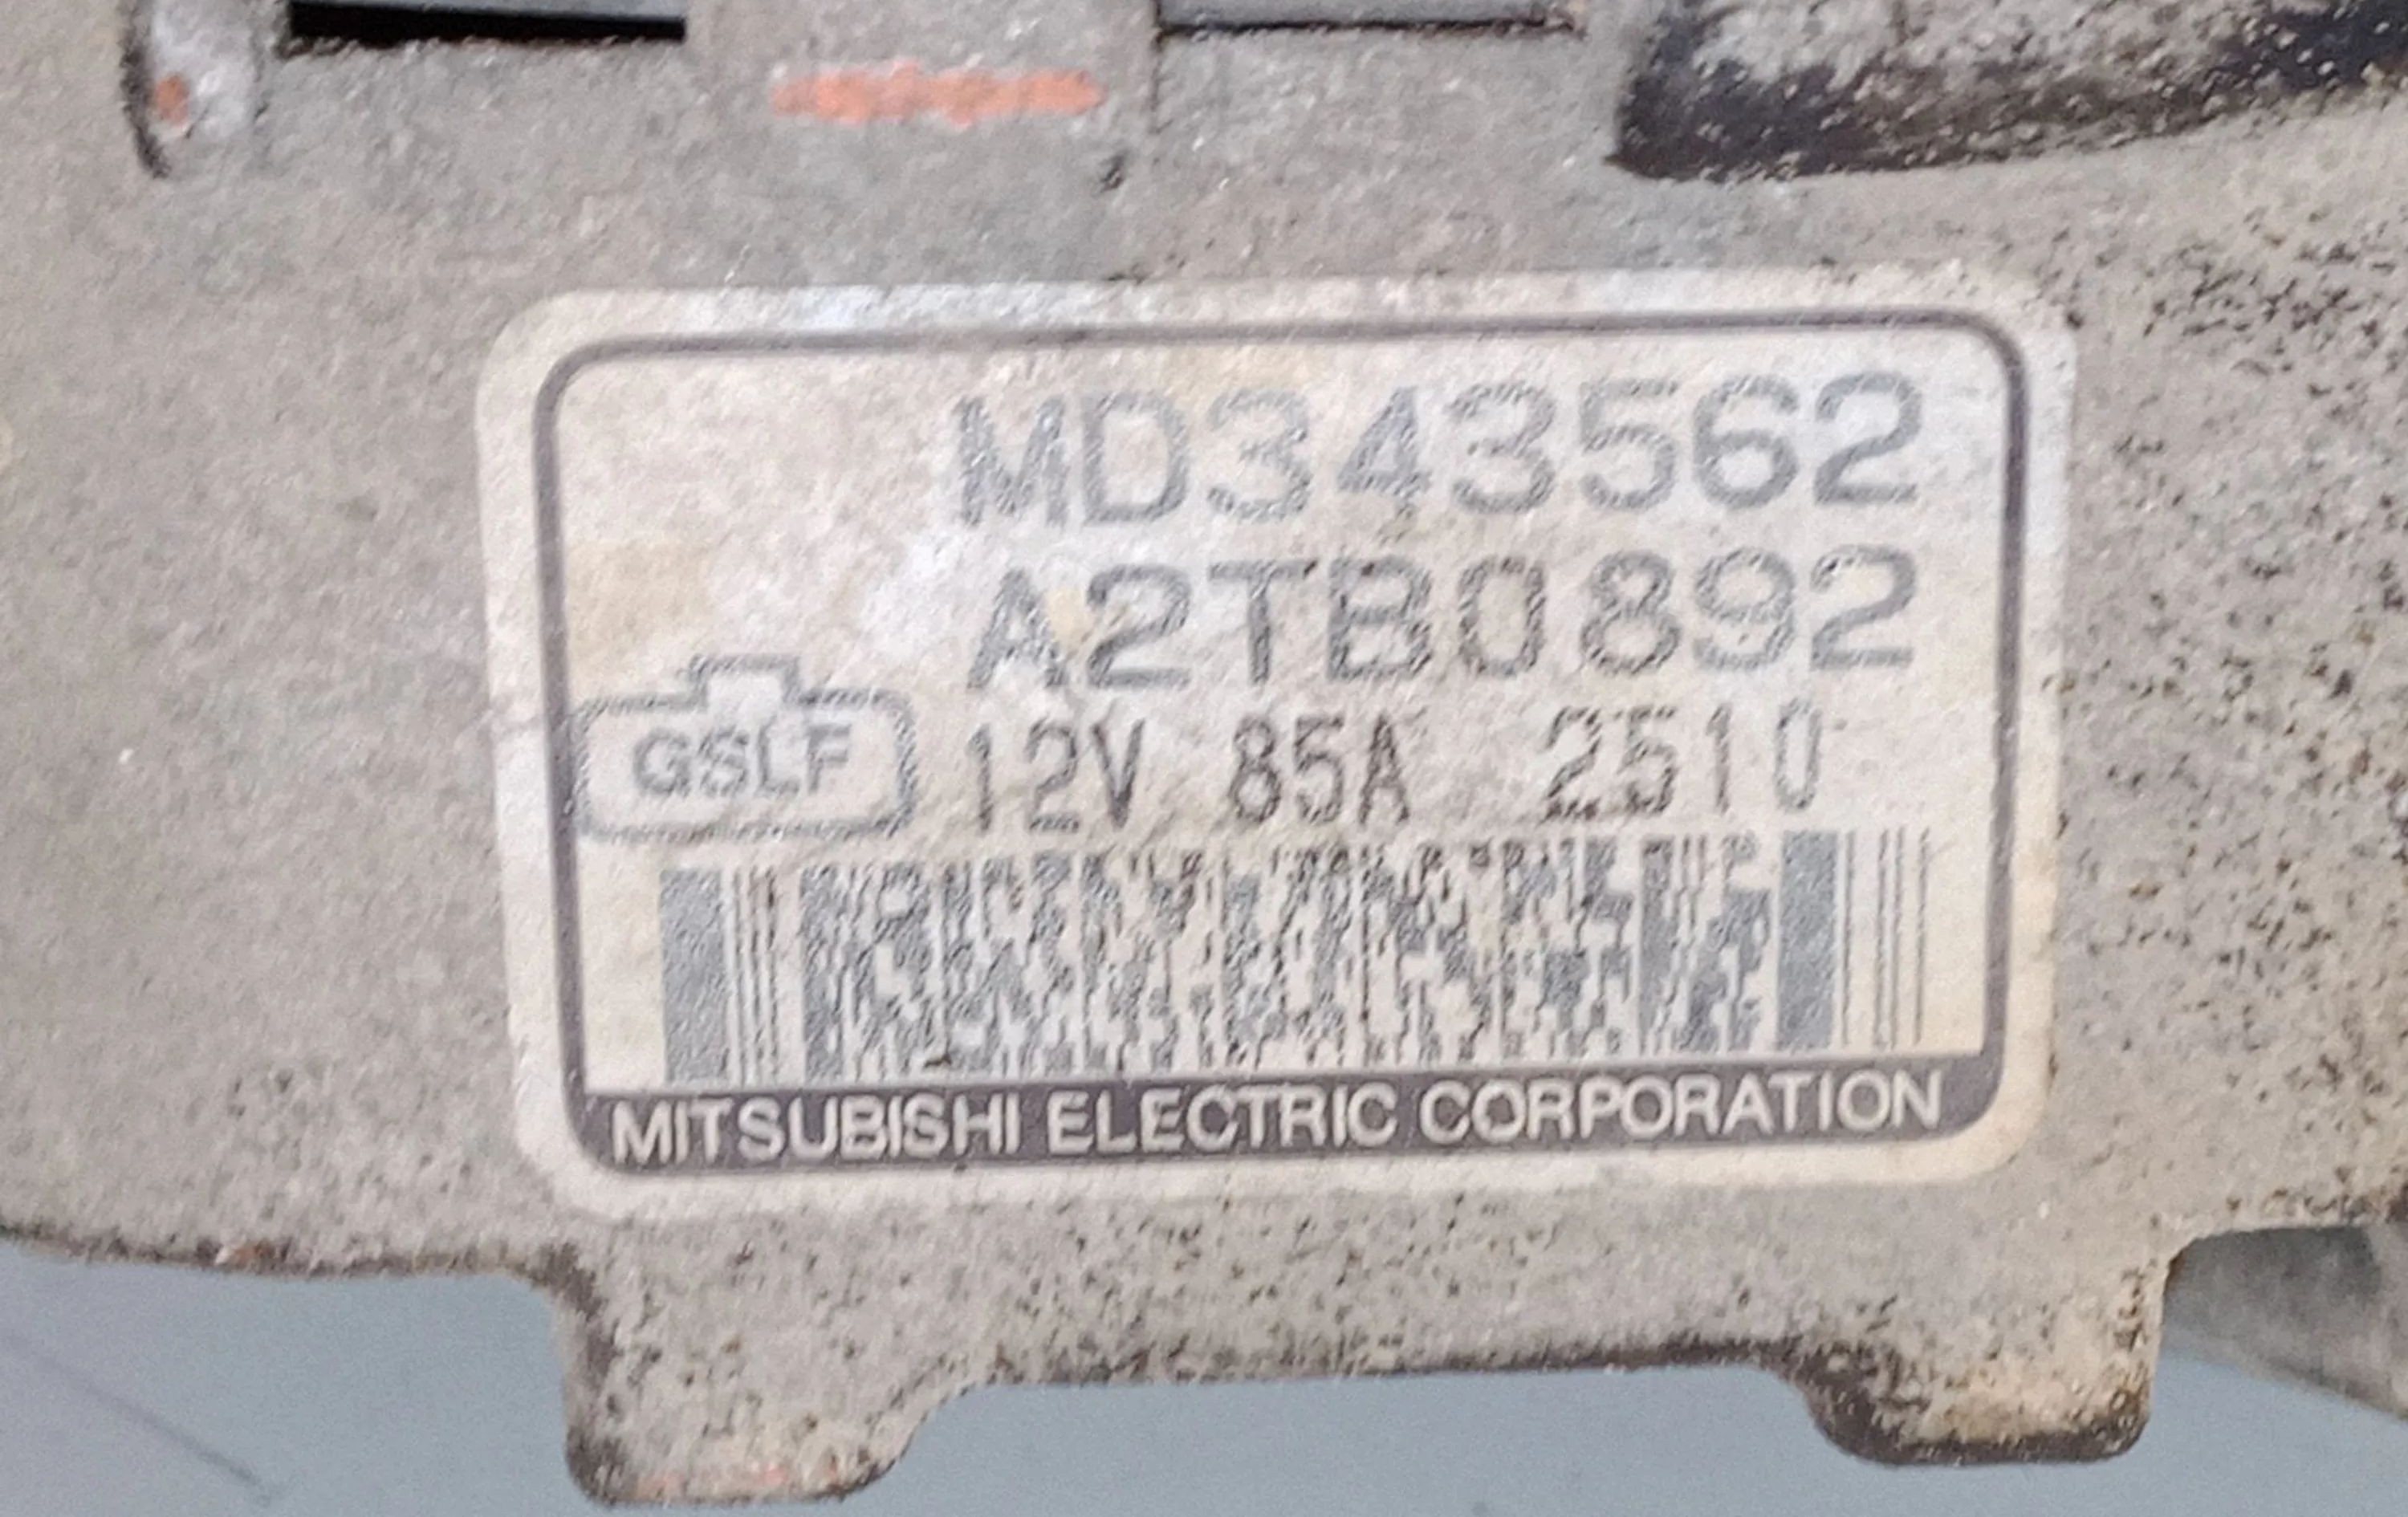 MD343562
A2TB0892
GSLF 12V 85A 2510
MITSUBISHI ELECTRIC CORPORATION